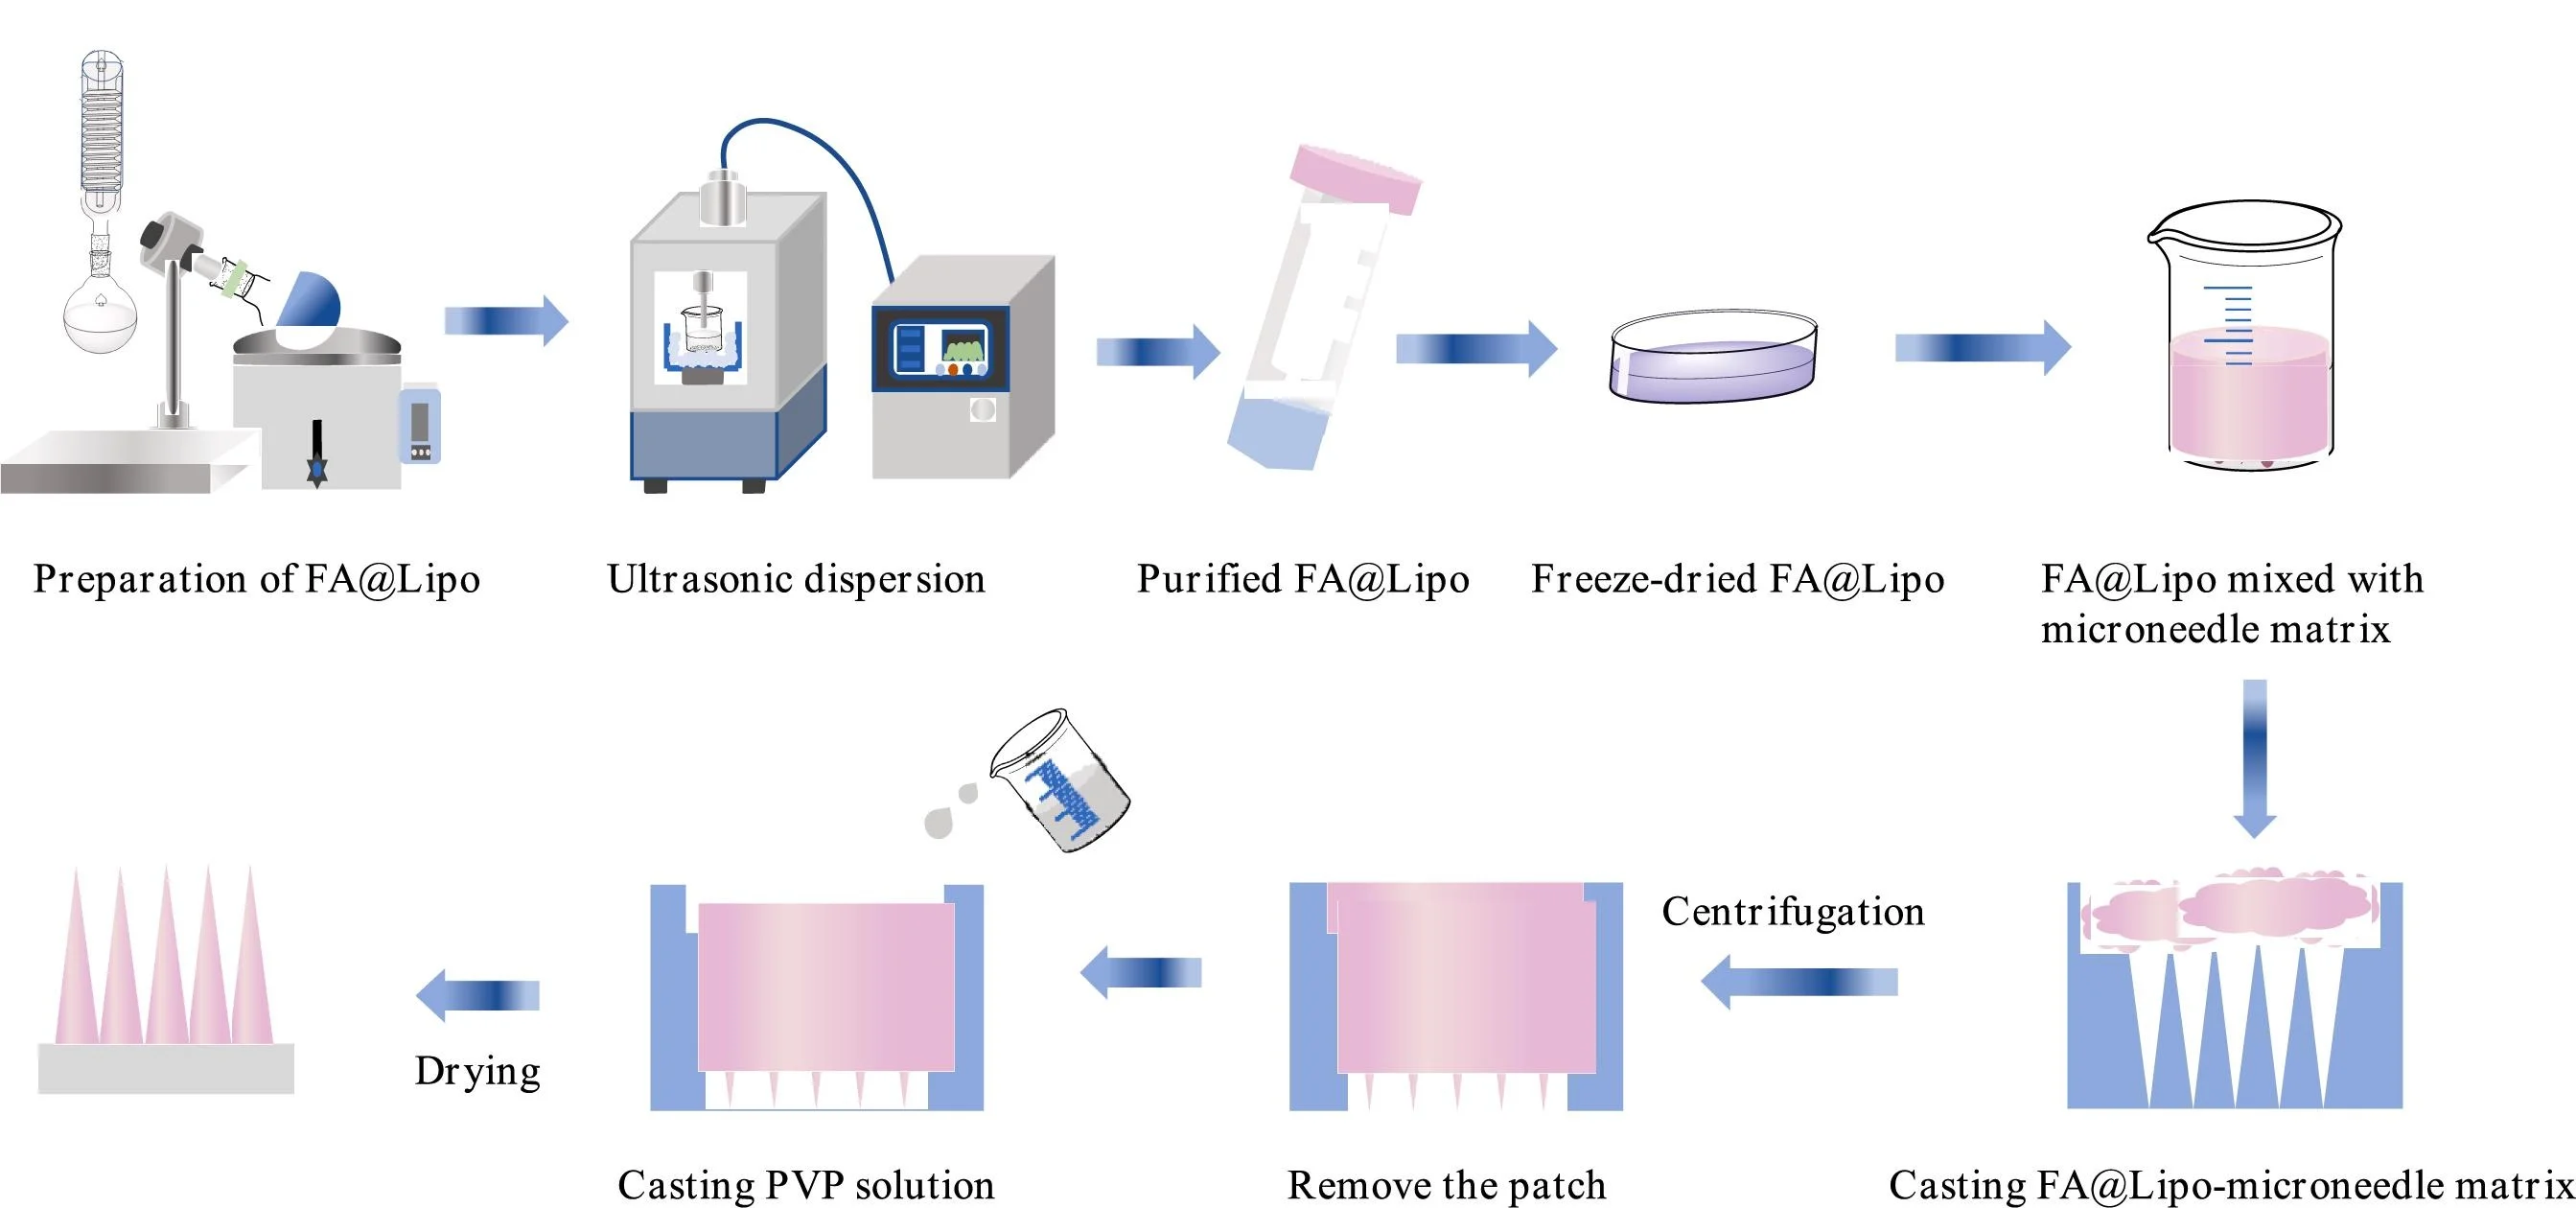 Preparation of FA@Lipo
Ultrasonic dispersion
Purified FA@Lipo
Freeze-dried FA@Lipo
FA@Lipo mixed with
microneedle matrix
Centrifugation
Drying
Casting PVP solution
Remove the patch
Casting FA@Lipo-microneedle matrix